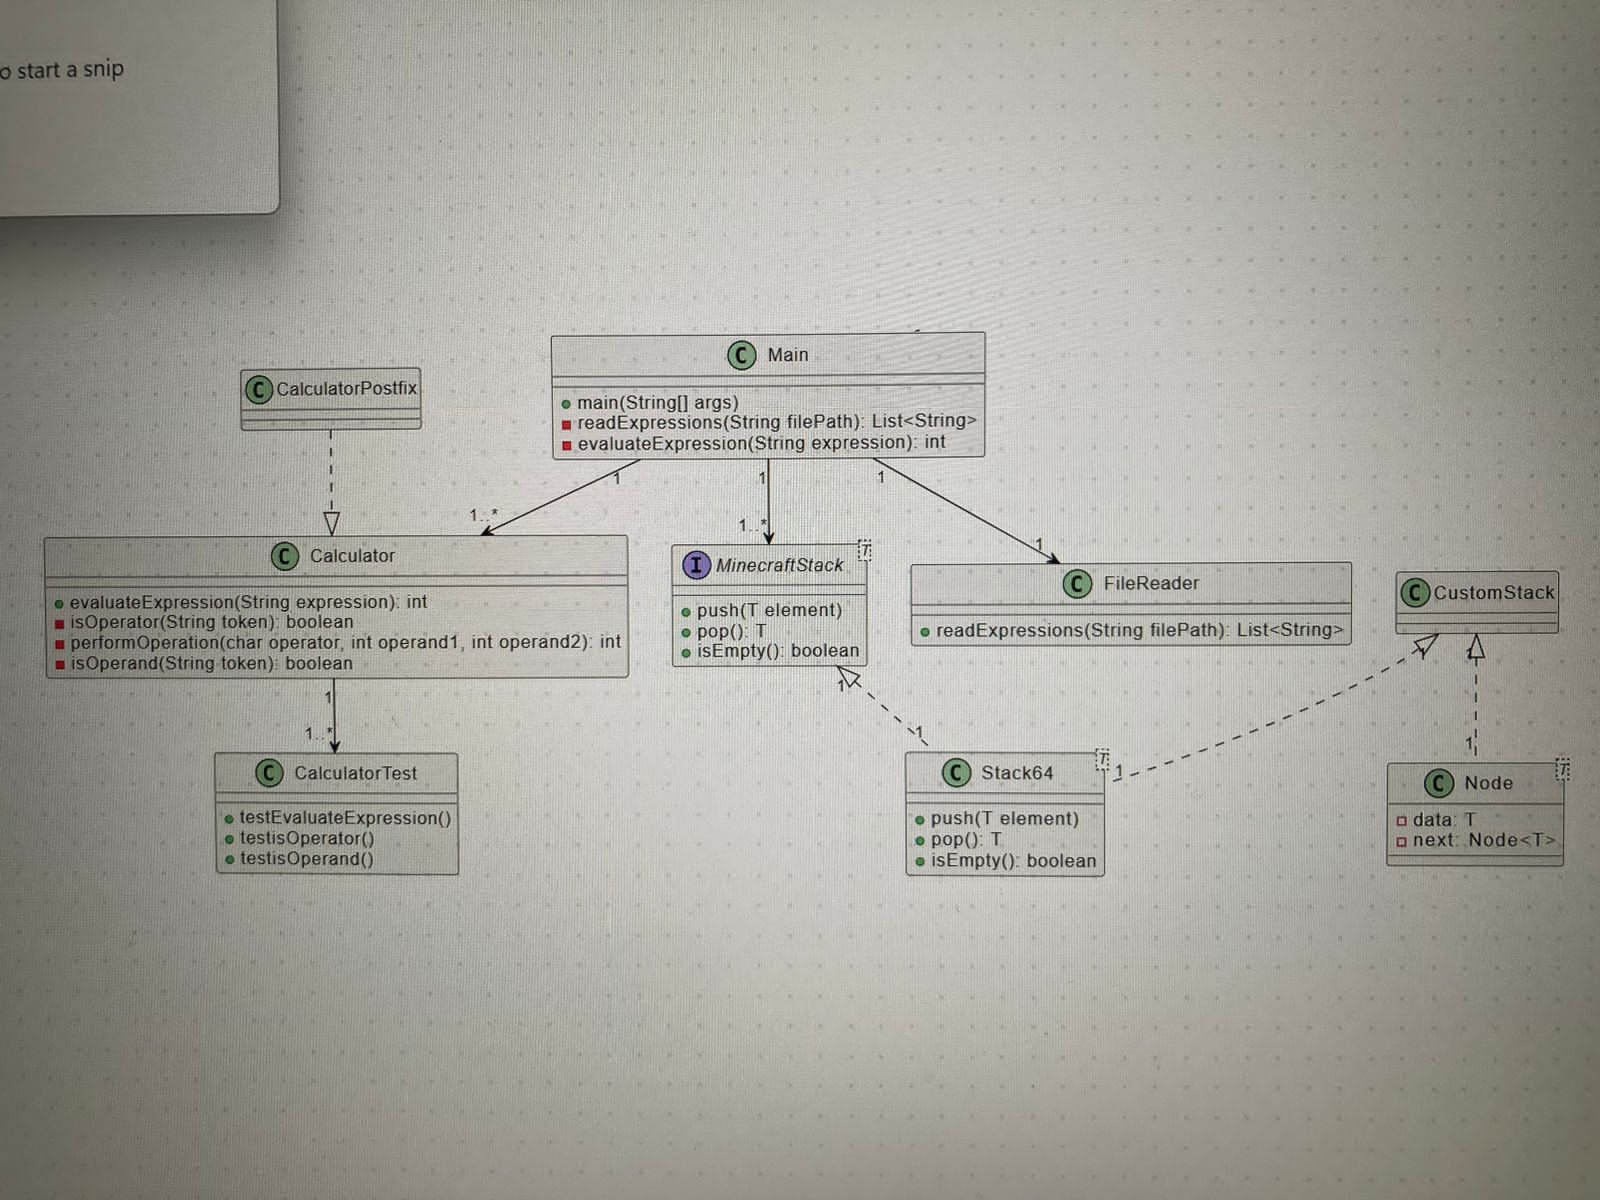 o start a snip
C Main
main(String[] args)
readExpressions(String filePath): List<String>
evaluateExpression(String expression): int
C CalculatorPostfix
1
1
1
1..*
1..*
1
C Calculator
evaluateExpression(String expression): int
isOperator(String token): boolean
performOperation(char operator, int operand1, int operand2): int
isOperand(String token): boolean
I MinecraftStack
T
push(T element)
pop(): T
isEmpty(): boolean
C FileReader
readExpressions(String filePath): List<String>
C CustomStack
1
1..*
1
1
1
1
1
C CalculatorTest
testEvaluateExpression()
testisOperator()
testisOperand()
C Stack64
T
push(T element)
pop(): T
isEmpty(): boolean
C Node
T
data: T
next: Node<T>